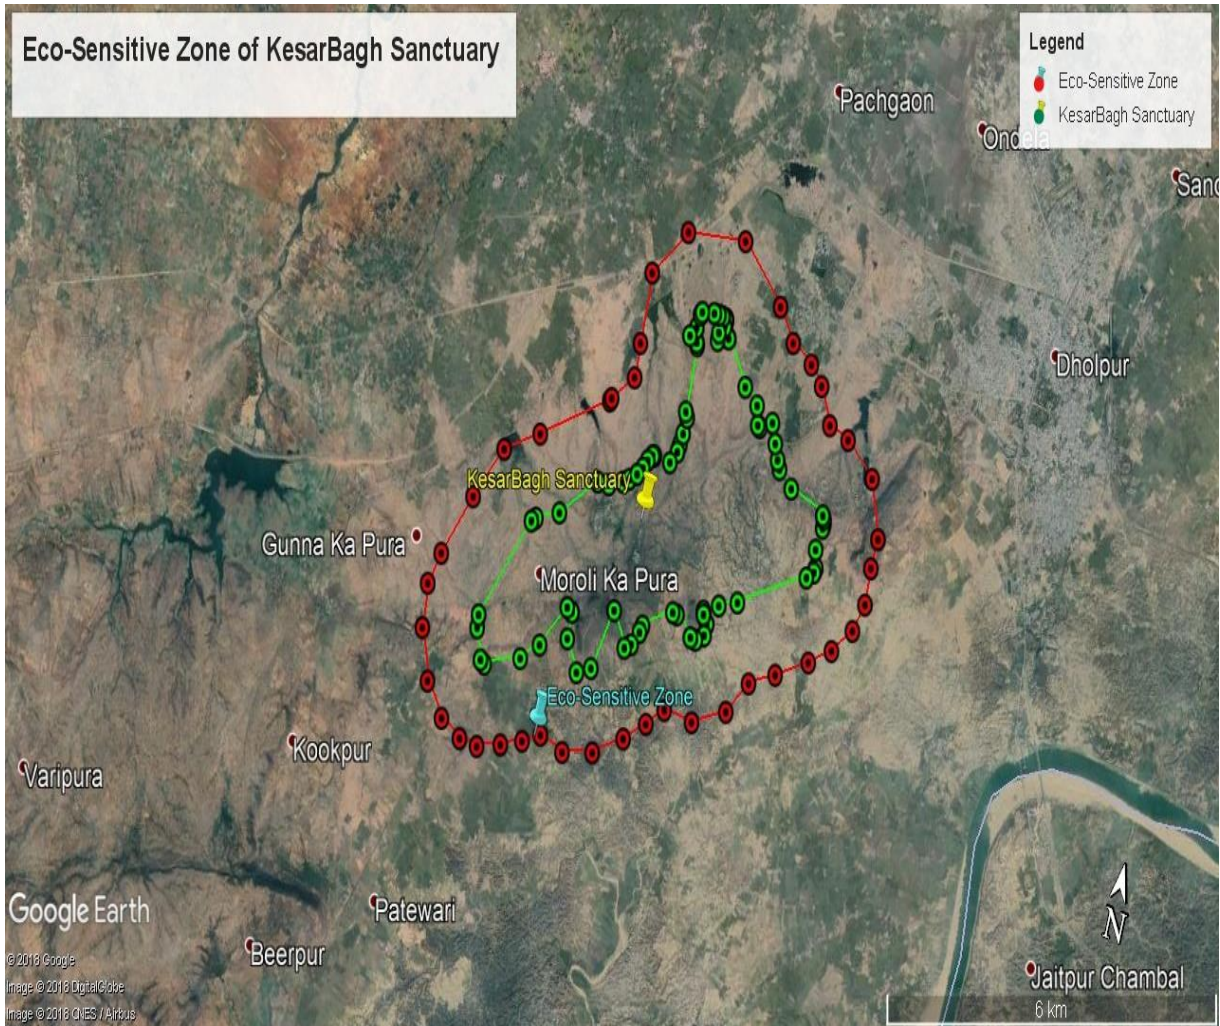 Eco-Sensitive Zone of KesarBagh Sanctuary
Legend
Eco-Sensitive Zone
KesarBagh Sanctuary
Pachgaon
Ondela
Sand
Dholpur
KesarBagh Sanctuary
Gunna Ka Pura
Moroli Ka Pura
Eco-Sensitive Zone
Kookpur
Varipura
Google Earth
Patewari
N
Beerpur
Jaitpur Chambal
© 2018 Google
Image © 2018 DigitalGlobe
Image © 2018 CNES / Airbus
6 km